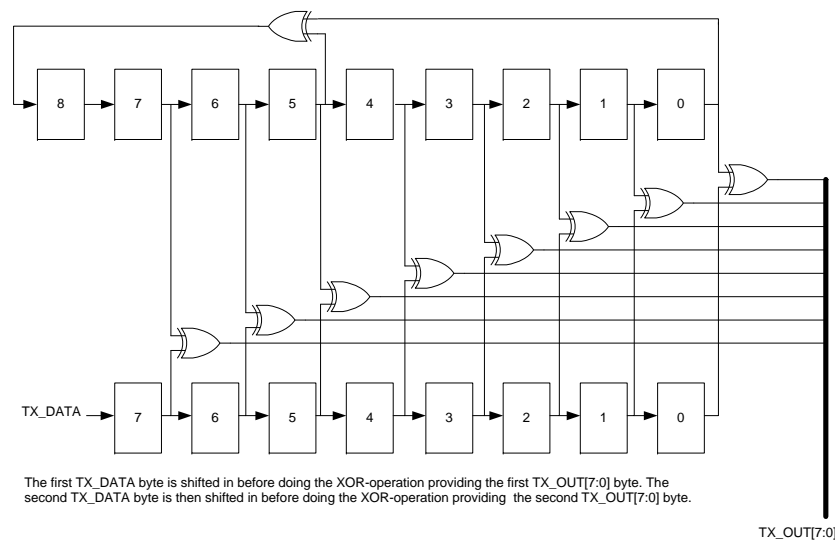 8 7 6 5 4 3 2 1 0
TX_DATA 7 6 5 4 3 2 1 0
The first TX_DATA byte is shifted in before doing the XOR-operation providing the first TX_OUT[7:0] byte. The
second TX_DATA byte is then shifted in before doing the XOR-operation providing the second TX_OUT[7:0] byte.
TX_OUT[7:0]